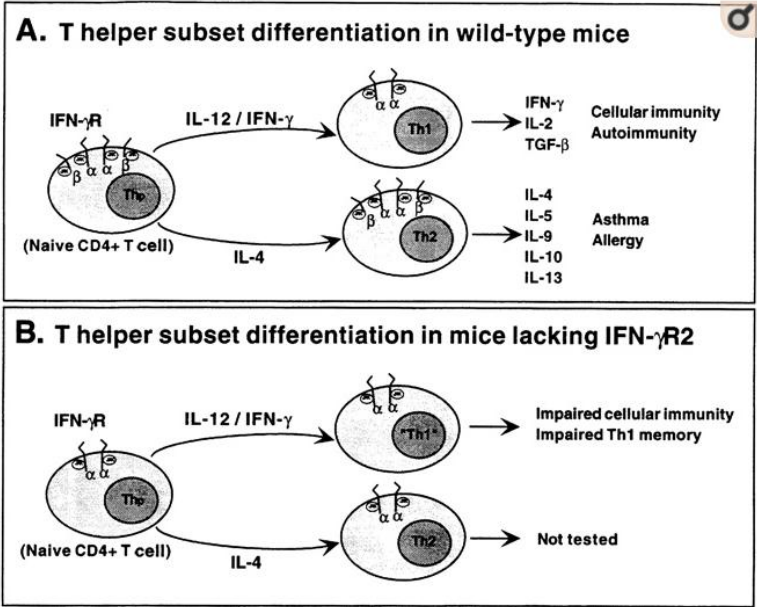 A. T helper subset differentiation in wild-type mice
IFN-γR
IL-12 / IFN-γ
α α
Th1
IFN-γ
IL-2
TGF-β
Cellular immunity
Autoimmunity
β α α β
Thp
(Naive CD4+ T cell)
IL-4
β α α β
Th2
IL-4
IL-5
IL-9
IL-10
IL-13
Asthma
Allergy
B. T helper subset differentiation in mice lacking IFN-γR2
IFN-γR
IL-12 / IFN-γ
α α
"Th1"
Impaired cellular immunity
Impaired Th1 memory
α α
Thp
(Naive CD4+ T cell)
IL-4
α α
Th2
Not tested